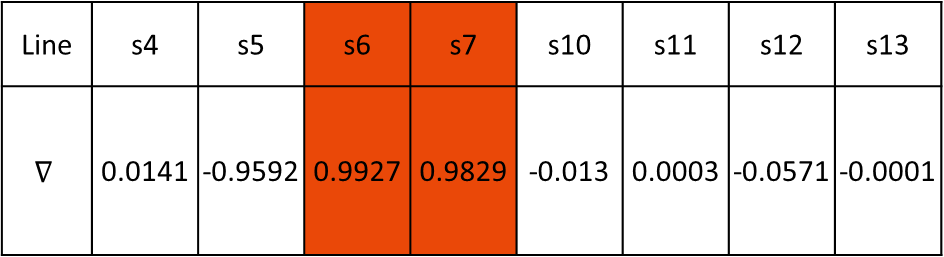 Line s4 s5 s6 s7 s10 s11 s12 s13
∇ 0.0141 -0.9592 0.9927 0.9829 -0.013 0.0003 -0.0571 -0.0001